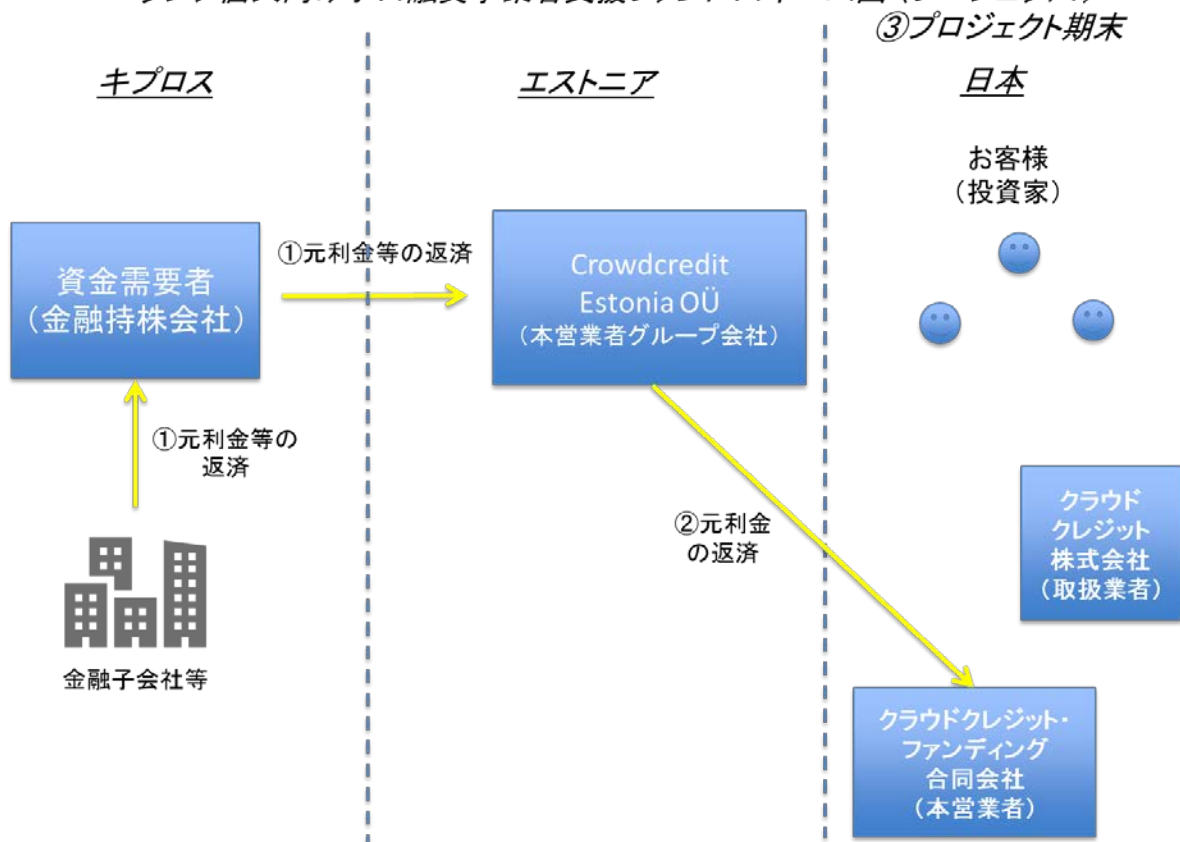 ③プロジェクト期末
キプロス
エストニア
日本
お客様
（投資家）
資金需要者
（金融持株会社）
①元利金等の返済
Crowdcredit
Estonia OÜ
（本営業者グループ会社）
①元利金等の
返済
金融子会社等
②元利金
の返済
クラウド
クレジット
株式会社
（取扱業者）
クラウドクレジット・
ファンディング
合同会社
（本営業者）